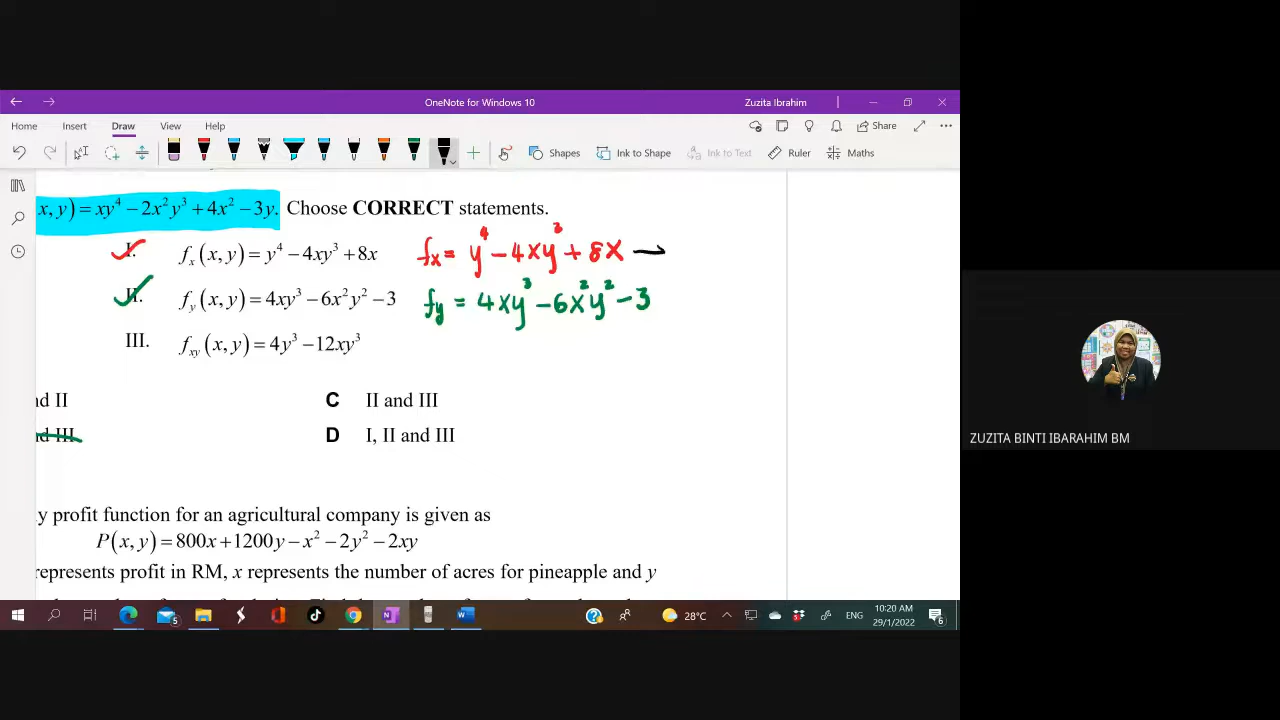 OneNote for Windows 10
Zuzita Ibrahim
Home Insert Draw View Help
Share
Shapes Ink to Shape Ink to Text Ruler Maths
x, y) = xy⁴ − 2x²y³ + 4x² − 3y. Choose CORRECT statements.
I. fₓ(x, y) = y⁴ − 4xy³ + 8x fx = y⁴ − 4xy³ + 8x →
II. f_y(x, y) = 4xy³ − 6x²y² − 3 fy = 4xy³ − 6x²y² − 3
III. f_xy(x, y) = 4y³ − 12xy³
nd II C II and III
nd III D I, II and III
y profit function for an agricultural company is given as
P(x, y) = 800x + 1200y − x² − 2y² − 2xy
represents profit in RM, x represents the number of acres for pineapple and y
ZUZITA BINTI IBARAHIM BM
28°C
ENG
10:20 AM
29/1/2022
5
6